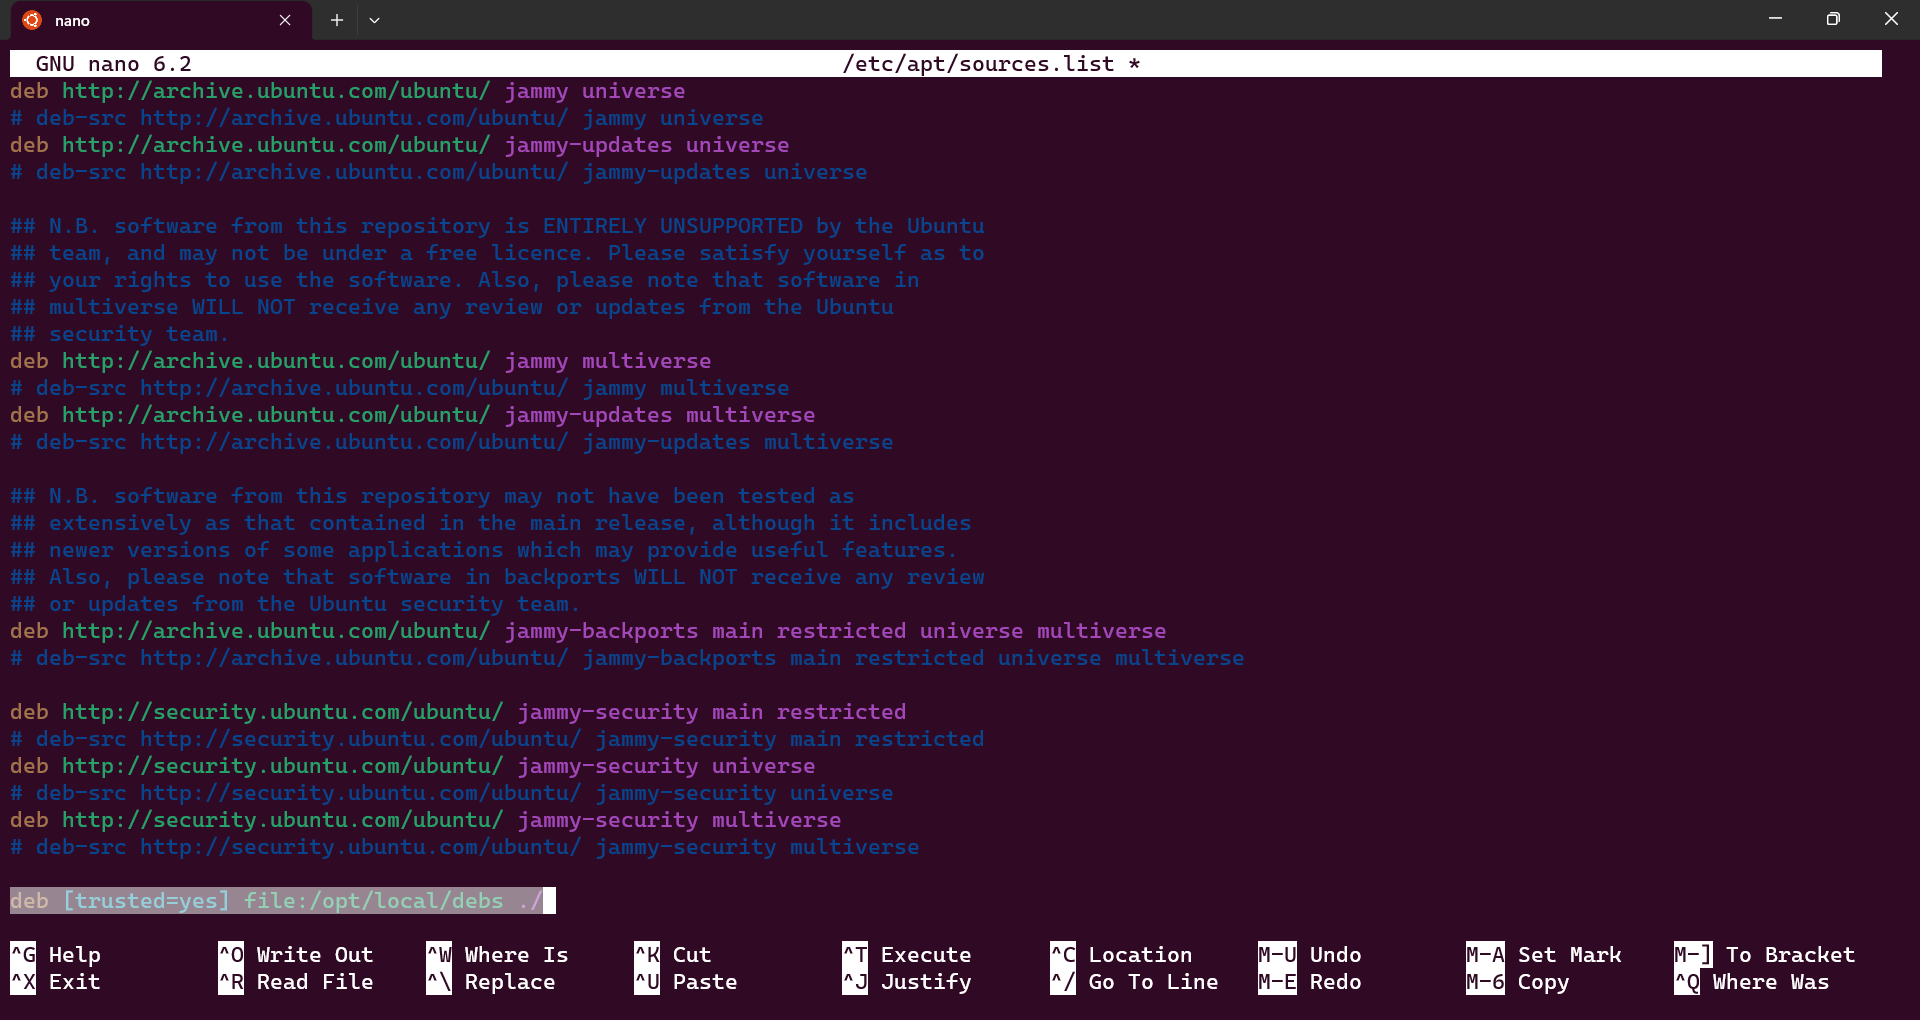 nano
GNU nano 6.2 /etc/apt/sources.list *
deb http://archive.ubuntu.com/ubuntu/ jammy universe
# deb-src http://archive.ubuntu.com/ubuntu/ jammy universe
deb http://archive.ubuntu.com/ubuntu/ jammy-updates universe
# deb-src http://archive.ubuntu.com/ubuntu/ jammy-updates universe
## N.B. software from this repository is ENTIRELY UNSUPPORTED by the Ubuntu
## team, and may not be under a free licence. Please satisfy yourself as to
## your rights to use the software. Also, please note that software in
## multiverse WILL NOT receive any review or updates from the Ubuntu
## security team.
deb http://archive.ubuntu.com/ubuntu/ jammy multiverse
# deb-src http://archive.ubuntu.com/ubuntu/ jammy multiverse
deb http://archive.ubuntu.com/ubuntu/ jammy-updates multiverse
# deb-src http://archive.ubuntu.com/ubuntu/ jammy-updates multiverse
## N.B. software from this repository may not have been tested as
## extensively as that contained in the main release, although it includes
## newer versions of some applications which may provide useful features.
## Also, please note that software in backports WILL NOT receive any review
## or updates from the Ubuntu security team.
deb http://archive.ubuntu.com/ubuntu/ jammy-backports main restricted universe multiverse
# deb-src http://archive.ubuntu.com/ubuntu/ jammy-backports main restricted universe multiverse
deb http://security.ubuntu.com/ubuntu/ jammy-security main restricted
# deb-src http://security.ubuntu.com/ubuntu/ jammy-security main restricted
deb http://security.ubuntu.com/ubuntu/ jammy-security universe
# deb-src http://security.ubuntu.com/ubuntu/ jammy-security universe
deb http://security.ubuntu.com/ubuntu/ jammy-security multiverse
# deb-src http://security.ubuntu.com/ubuntu/ jammy-security multiverse
deb [trusted=yes] file:/opt/local/debs ./
^G Help ^O Write Out ^W Where Is ^K Cut ^T Execute ^C Location M-U Undo M-A Set Mark M-] To Bracket
^X Exit ^R Read File ^\ Replace ^U Paste ^J Justify ^/ Go To Line M-E Redo M-6 Copy ^Q Where Was